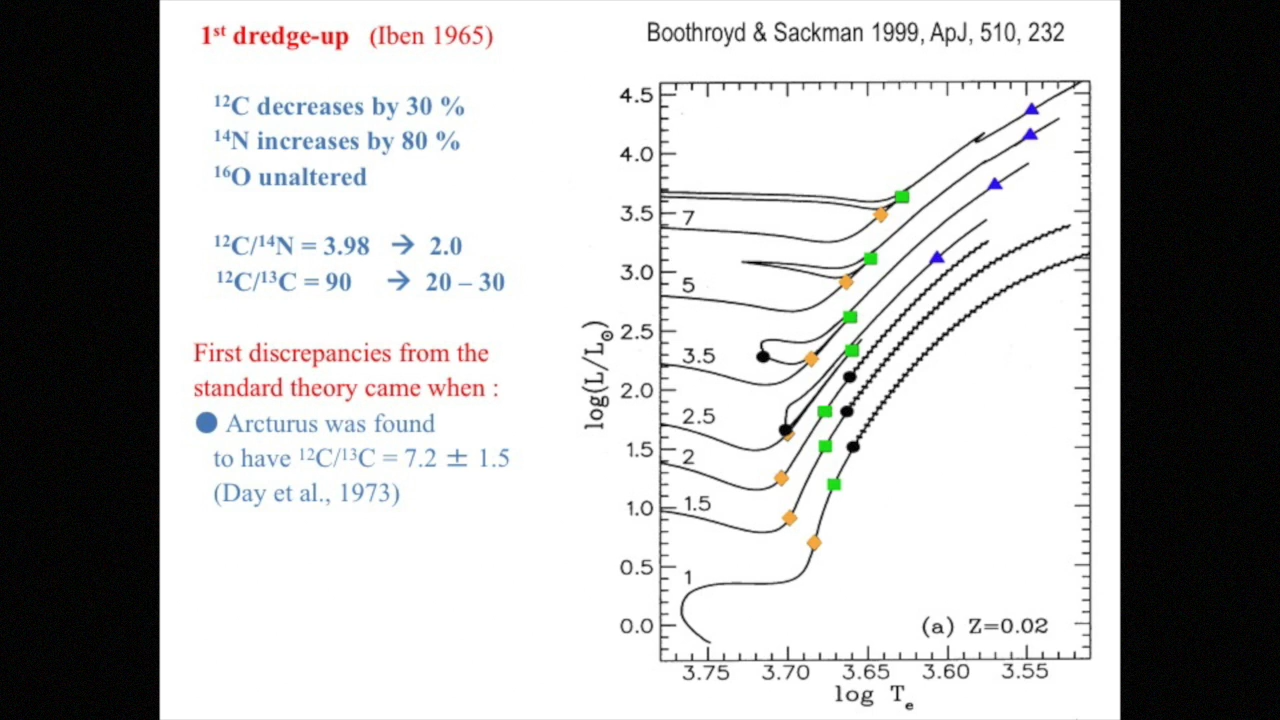 1st dredge-up (Iben 1965)
12C decreases by 30 %
14N increases by 80 %
16O unaltered
12C/14N = 3.98 → 2.0
12C/13C = 90 → 20 – 30
First discrepancies from the
standard theory came when :
● Arcturus was found
to have 12C/13C = 7.2 ± 1.5
(Day et al., 1973)
Boothroyd & Sackman 1999, ApJ, 510, 232
log(L/L⊙)
4.5
4.0
3.5
3.0
2.5
2.0
1.5
1.0
0.5
0.0
7
5
3.5
2.5
2
1.5
1
(a) Z=0.02
3.75 3.70 3.65 3.60 3.55
log Te